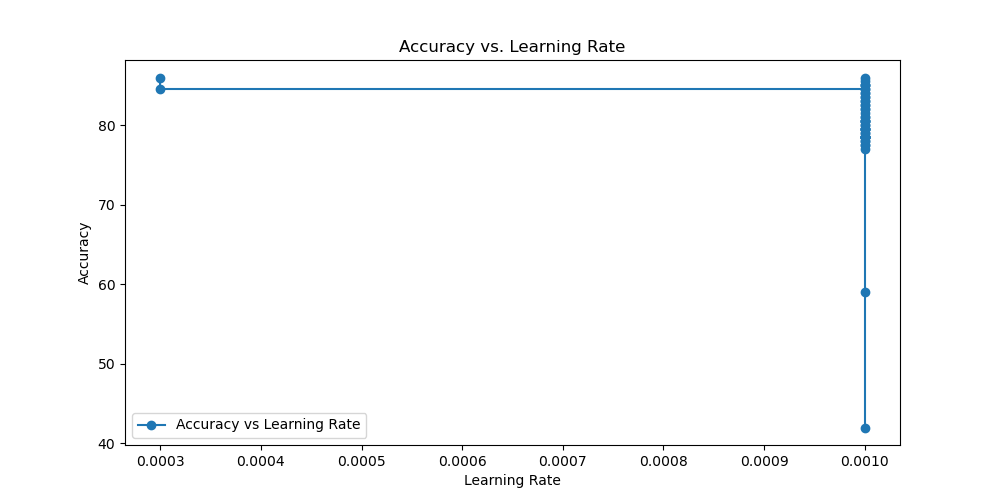 Accuracy vs. Learning Rate
Accuracy
80
70
60
50
40
Accuracy vs Learning Rate
0.0003 0.0004 0.0005 0.0006 0.0007 0.0008 0.0009 0.0010
Learning Rate